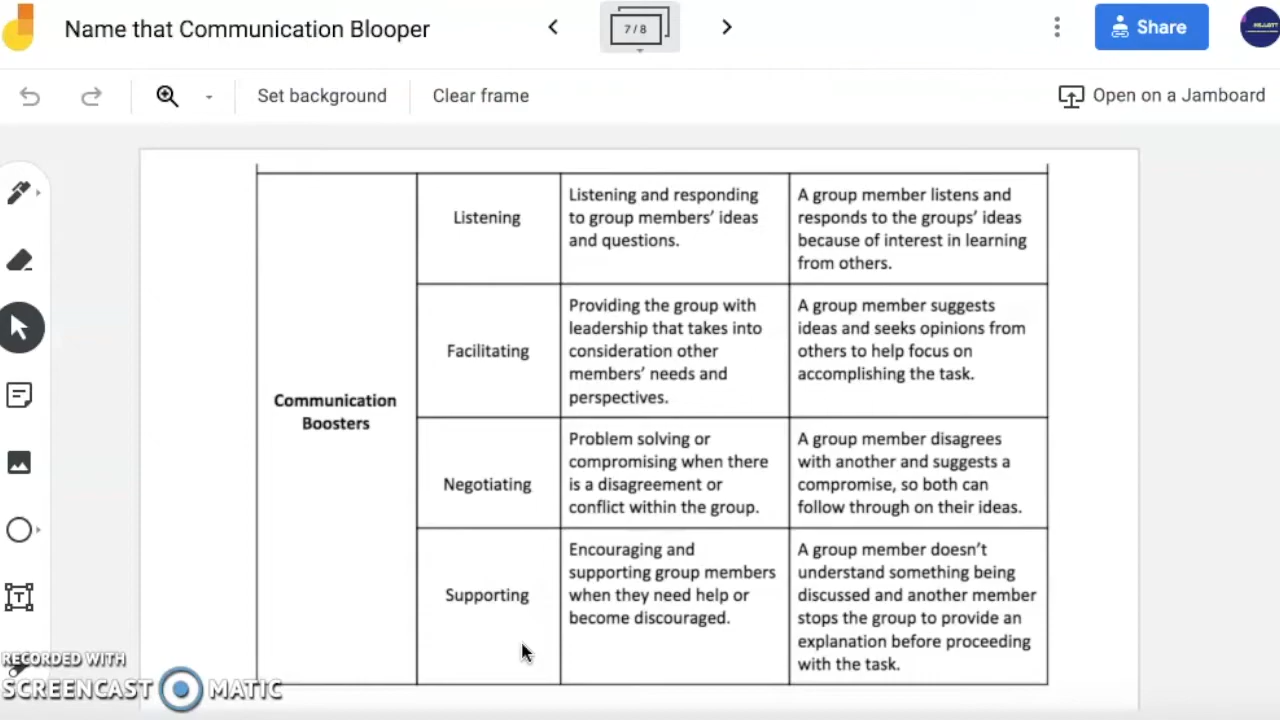 Name that Communication Blooper
7/8
Share
Set background
Clear frame
Open on a Jamboard
Communication
Boosters
Listening
Listening and responding
to group members' ideas
and questions.
A group member listens and
responds to the groups' ideas
because of interest in learning
from others.
Facilitating
Providing the group with
leadership that takes into
consideration other
members' needs and
perspectives.
A group member suggests
ideas and seeks opinions from
others to help focus on
accomplishing the task.
Negotiating
Problem solving or
compromising when there
is a disagreement or
conflict within the group.
A group member disagrees
with another and suggests a
compromise, so both can
follow through on their ideas.
Supporting
Encouraging and
supporting group members
when they need help or
become discouraged.
A group member doesn't
understand something being
discussed and another member
stops the group to provide an
explanation before proceeding
with the task.
RECORDED WITH
SCREENCAST MATIC